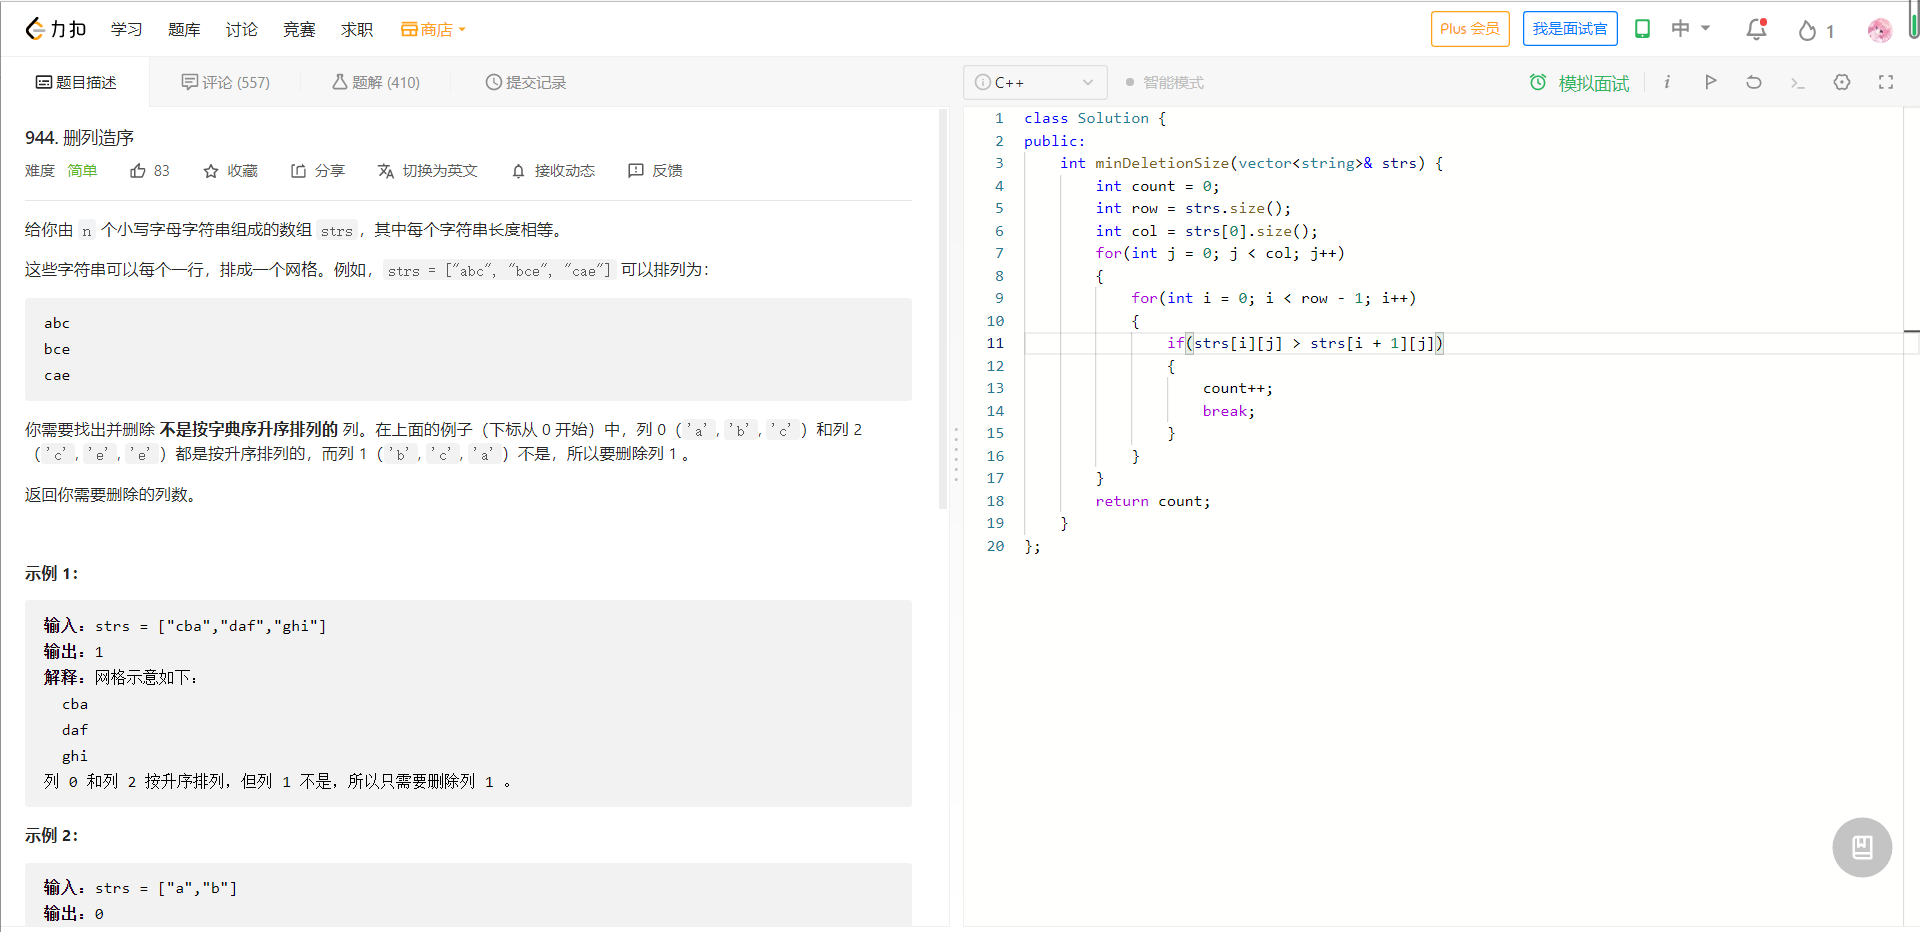 力扣 学习 题库 讨论 竞赛 求职 商店 Plus 会员 我是面试官 中 1
题目描述 评论 (557) 题解 (410) 提交记录
944. 删列造序
难度 简单 83 收藏 分享 切换为英文 接收动态 反馈
给你由 n 个小写字母字符串组成的数组 strs，其中每个字符串长度相等。
这些字符串可以每个一行，排成一个网格。例如，strs = ["abc", "bce", "cae"] 可以排列为：
abc
bce
cae
你需要找出并删除 不是按字典序升序排列的 列。在上面的例子（下标从 0 开始）中，列 0（'a', 'b', 'c'）和列 2
（'c', 'e', 'e'）都是按升序排列的，而列 1（'b', 'c', 'a'）不是，所以要删除列 1 。
返回你需要删除的列数。
示例 1：
输入：strs = ["cba","daf","ghi"]
输出：1
解释：网格示意如下：
cba
daf
ghi
列 0 和列 2 按升序排列，但列 1 不是，所以只需要删除列 1 。
示例 2：
输入：strs = ["a","b"]
输出：0
C++ 智能模式 模拟面试 i
1 class Solution {
2 public:
3     int minDeletionSize(vector<string>& strs) {
4         int count = 0;
5         int row = strs.size();
6         int col = strs[0].size();
7         for(int j = 0; j < col; j++)
8         {
9             for(int i = 0; i < row - 1; i++)
10             {
11                 if(strs[i][j] > strs[i + 1][j])
12                 {
13                     count++;
14                     break;
15                 }
16             }
17         }
18         return count;
19     }
20 };